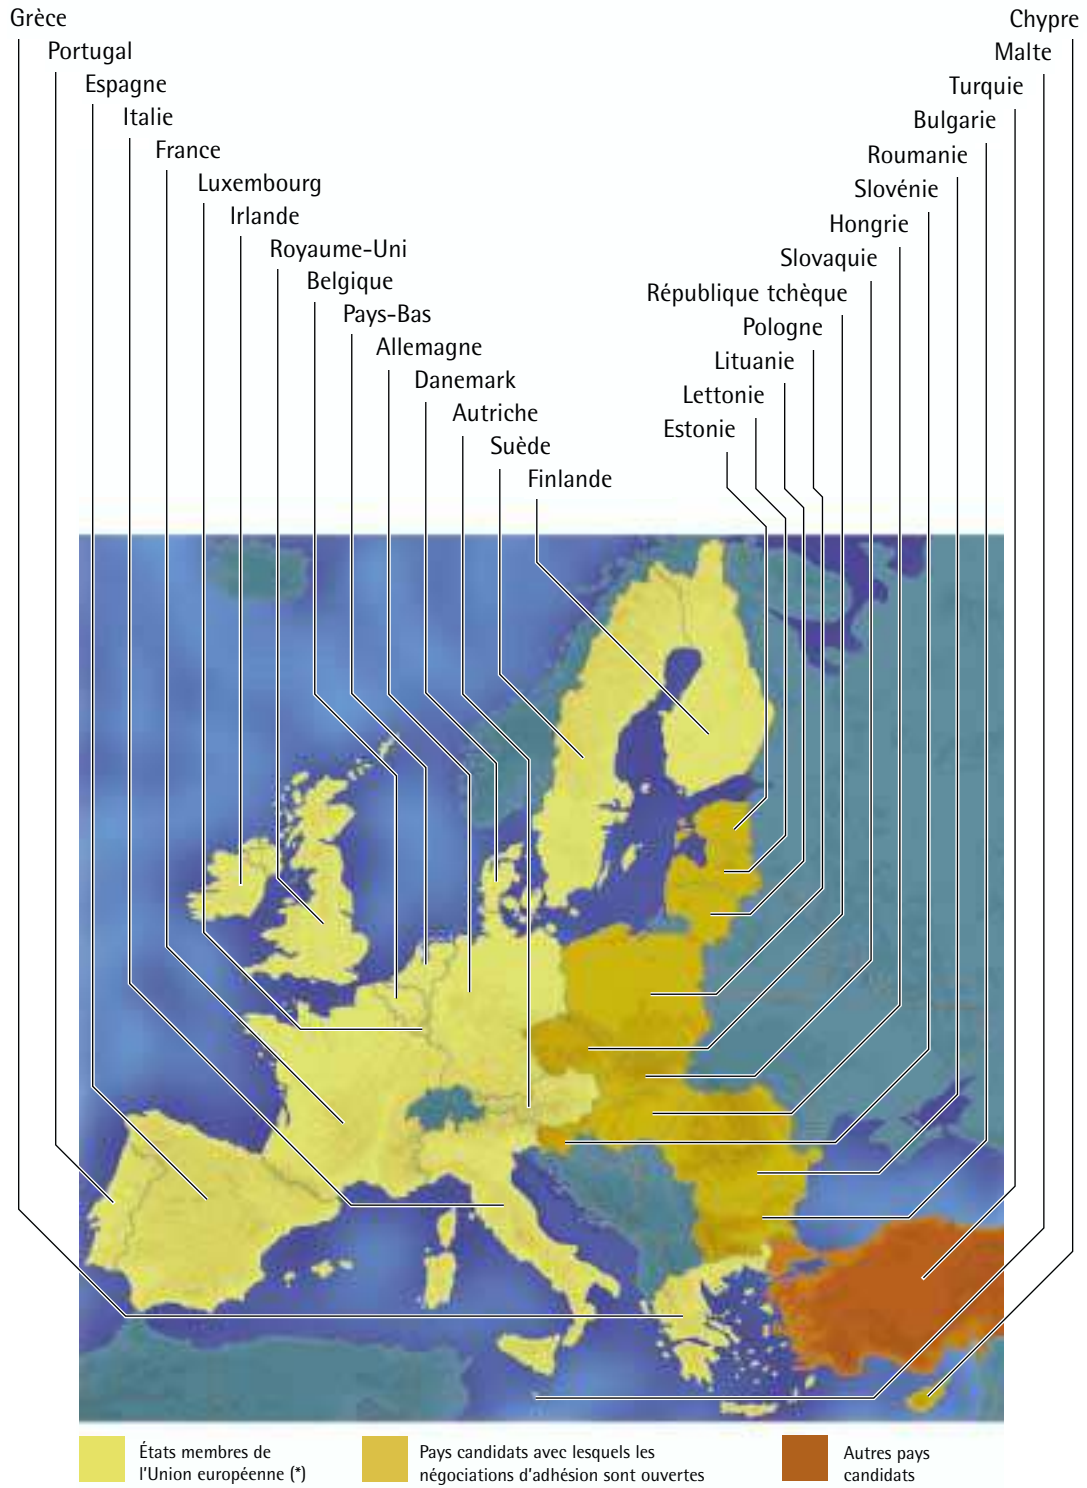 Grèce
Portugal
Espagne
Italie
France
Luxembourg
Irlande
Royaume-Uni
Belgique
Pays-Bas
Allemagne
Danemark
Autriche
Suède
Finlande
Chypre
Malte
Turquie
Bulgarie
Roumanie
Slovénie
Hongrie
Slovaquie
République tchèque
Pologne
Lituanie
Lettonie
Estonie
États membres de
l'Union européenne (*)
Pays candidats avec lesquels les
négociations d'adhésion sont ouvertes
Autres pays
candidats